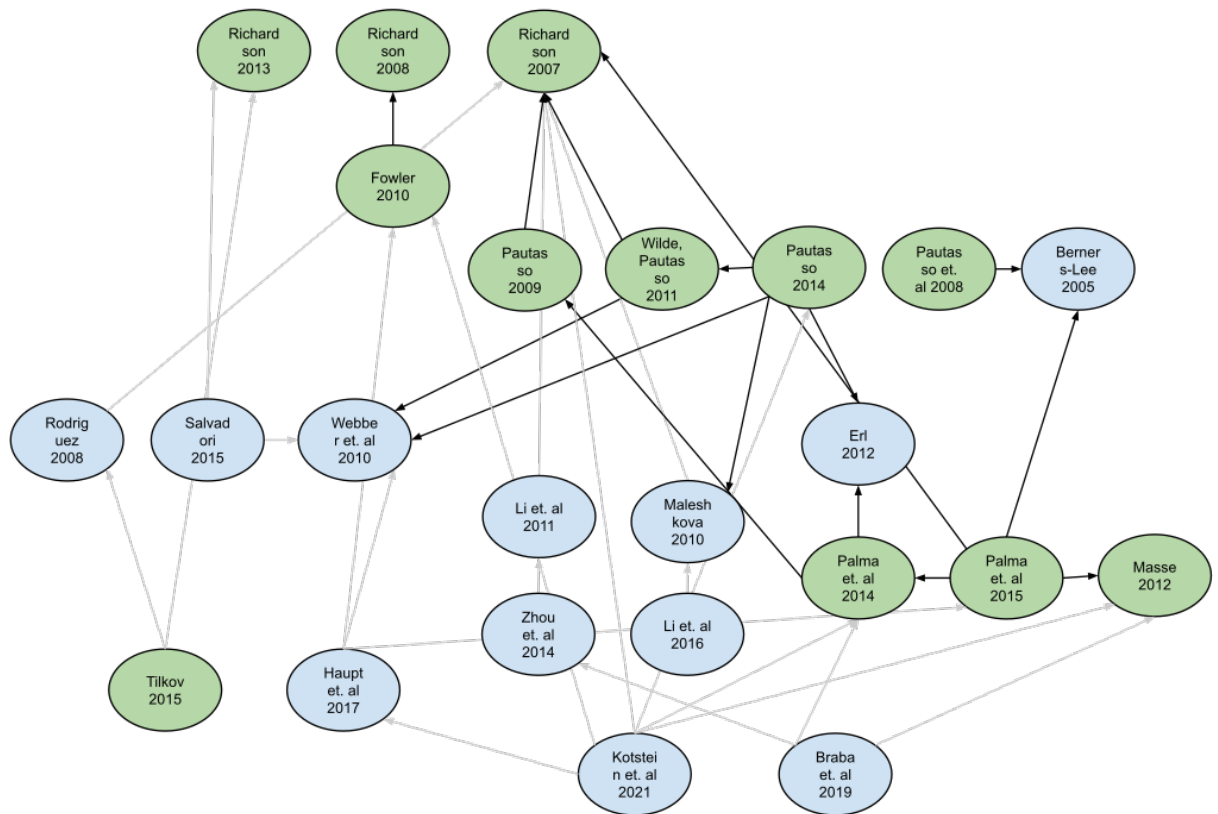 Richard
son
2013
Richard
son
2008
Richard
son
2007
Fowler
2010
Pautas
so
2009
Wilde,
Pautas
so
2011
Pautas
so
2014
Pautas
so et.
al 2008
Berner
s-Lee
2005
Rodrig
uez
2008
Salvad
ori
2015
Webbe
r et. al
2010
Erl
2012
Li et. al
2011
Malesh
kova
2010
Palma
et. al
2014
Palma
et. al
2015
Masse
2012
Zhou
et. al
2014
Li et. al
2016
Tilkov
2015
Haupt
et. al
2017
Kotstei
n et. al
2021
Braba
et. al
2019